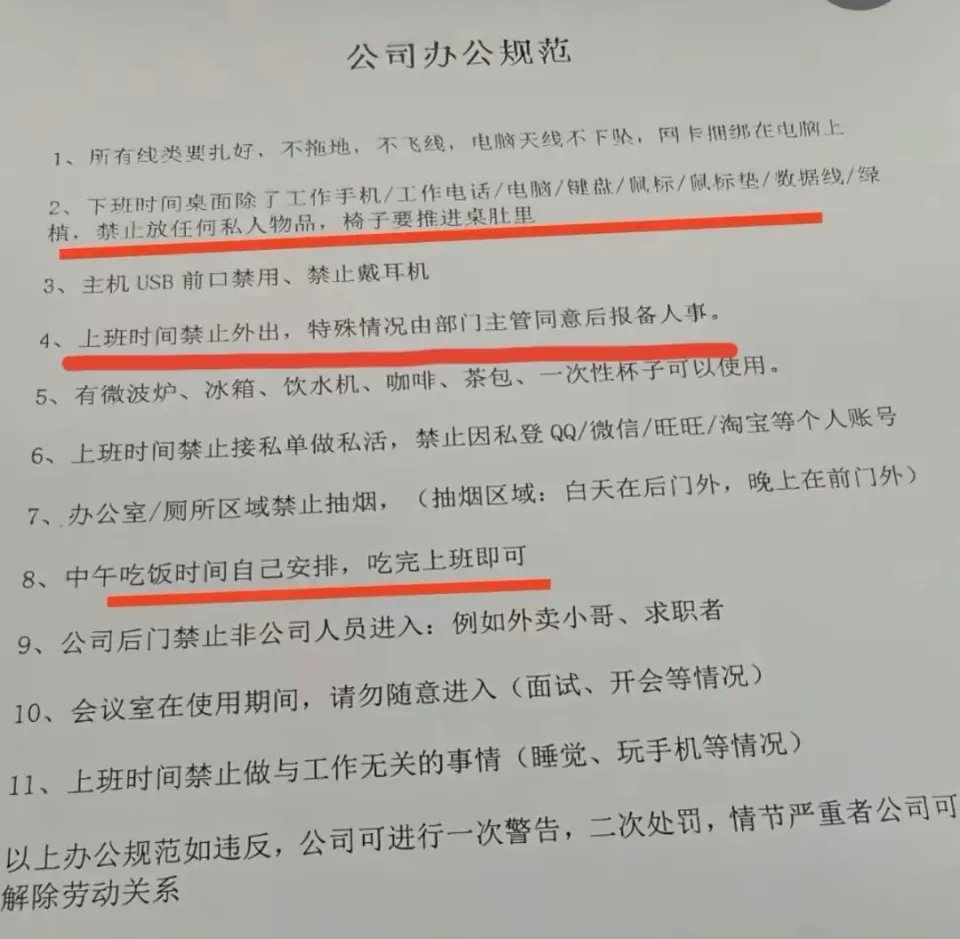 公司办公规范
1、所有线类要扎好，不拖地，不飞线，电脑天线不下坠，网卡捆绑在电脑上
2、下班时间桌面除了工作手机/工作电话/电脑/键盘/鼠标/鼠标垫/数据线/绿
植，禁止放任何私人物品，椅子要推进桌肚里
3、主机 USB 前口禁用、禁止戴耳机
4、上班时间禁止外出，特殊情况由部门主管同意后报备人事。
5、有微波炉、冰箱、饮水机、咖啡、茶包、一次性杯子可以使用。
6、上班时间禁止接私单做私活，禁止因私登 QQ/微信/旺旺/淘宝等个人账号
7、办公室/厕所区域禁止抽烟，（抽烟区域：白天在后门外，晚上在前门外）
8、中午吃饭时间自己安排，吃完上班即可
9、公司后门禁止非公司人员进入：例如外卖小哥、求职者
10、会议室在使用期间，请勿随意进入（面试、开会等情况）
11、上班时间禁止做与工作无关的事情（睡觉、玩手机等情况）
以上办公规范如违反，公司可进行一次警告，二次处罚，情节严重者公司可
解除劳动关系